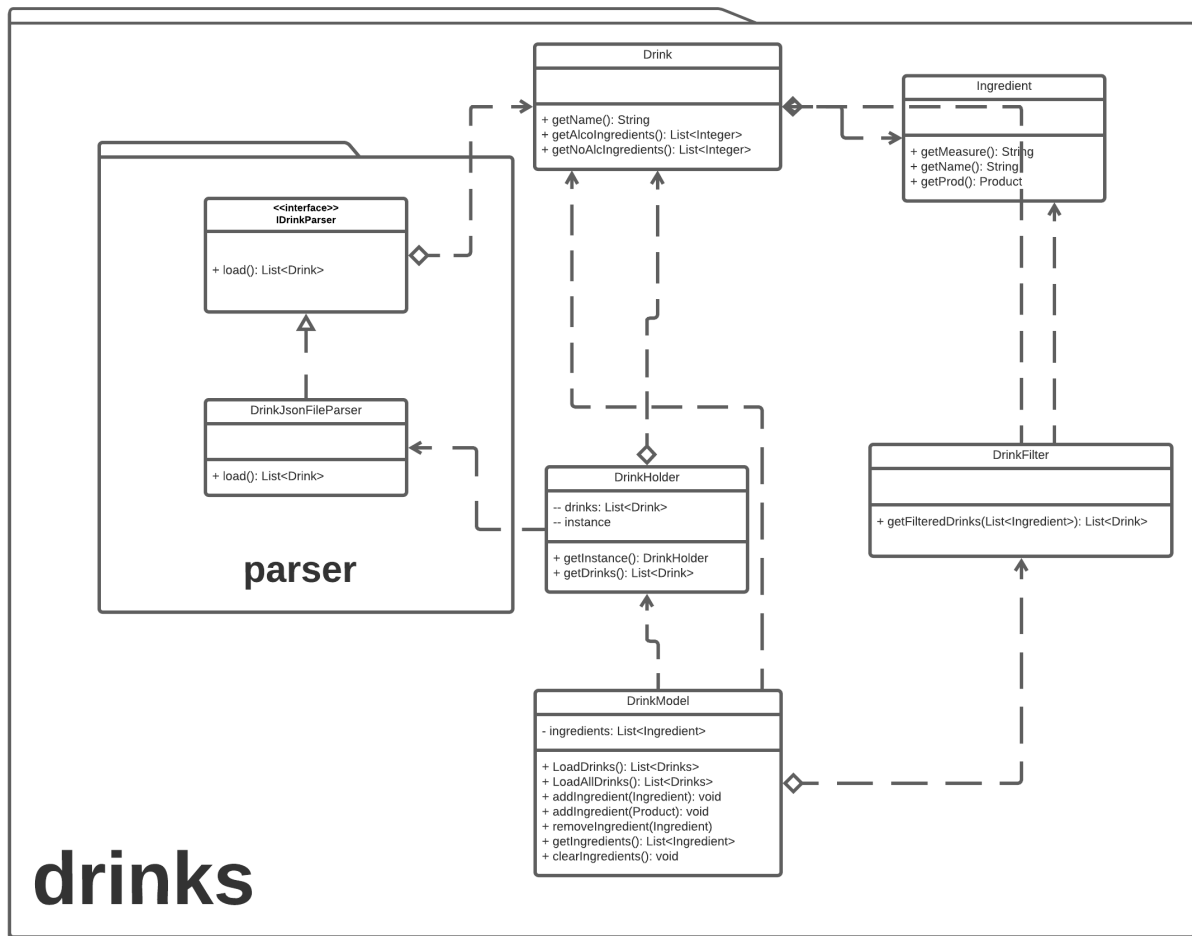 Drink
+ getName(): String
+ getAlcoIngredients(): List<Integer>
+ getNoAlcIngredients(): List<Integer>
Ingredient
+ getMeasure(): String
+ getName(): String
+ getProd(): Product
<<interface>>
IDrinkParser
+ load(): List<Drink>
DrinkJsonFileParser
+ load(): List<Drink>
parser
DrinkHolder
-- drinks: List<Drink>
-- instance
+ getInstance(): DrinkHolder
+ getDrinks(): List<Drink>
DrinkFilter
+ getFilteredDrinks(List<Ingredient>): List<Drink>
DrinkModel
- ingredients: List<Ingredient>
+ LoadDrinks(): List<Drinks>
+ LoadAllDrinks(): List<Drinks>
+ addIngredient(Ingredient): void
+ addIngredient(Product): void
+ removeIngredient(Ingredient)
+ getIngredients(): List<Ingredient>
+ clearIngredients(): void
drinks